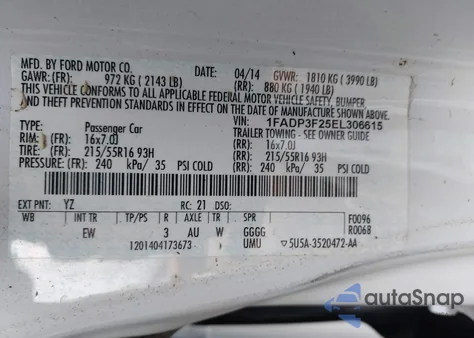 MFD. BY FORD MOTOR CO.
DATE: 04/14 GVWR: 1810 KG ( 3990 LB)
GAWR: (FR): 972 KG ( 2143 LB) (RR): 880 KG ( 1940 LB)
THIS VEHICLE CONFORMS TO ALL APPLICABLE FEDERAL MOTOR VEHICLE SAFETY, BUMPER,
AND THEFT PREVENTION STANDARDS IN EFFECT ON THE DATE OF MANUFACTURE SHOWN ABOVE.
VIN: 1FADP3F25EL306615
TYPE: Passenger Car TRAILER TOWING - SEE OWNER GUIDE
RIM: 16x7.0J 16x7.0J
TIRE: (FR) 215/55R16 93H (RR) 215/55R16 93H
PRESSURE: (FR) 240 kPa/ 35 PSI COLD (RR) 240 kPa/ 35 PSI COLD
EXT PNT: YZ RC: 21 DSO: F0096
WB INT TR TP/PS R AXLE TR SPR R0068
EW 3 AU W GGGG
1201404173673 UMU ▽5U5A-3520472-AA
autoSnap